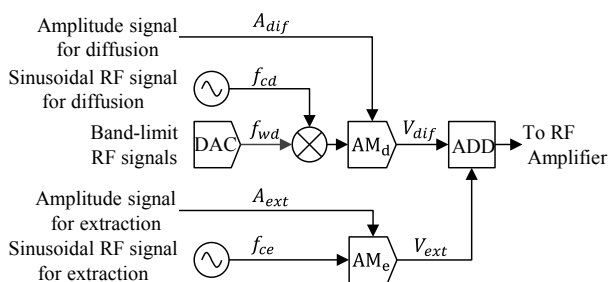 Amplitude signal
for diffusion
A_dif
Sinusoidal RF signal
for diffusion
f_cd
Band-limit
RF signals
DAC
f_wd
AM_d
V_dif
ADD
To RF
Amplifier
Amplitude signal
for extraction
A_ext
Sinusoidal RF signal
for extraction
f_ce
AM_e
V_ext